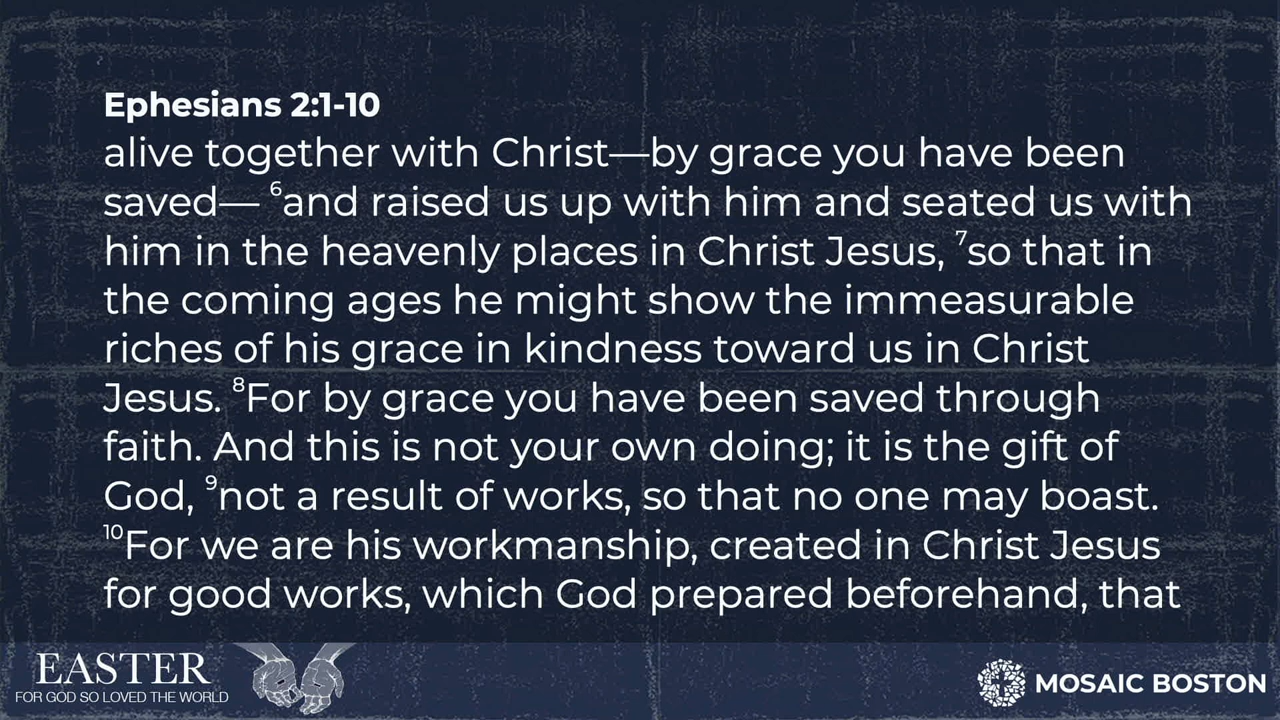 Ephesians 2:1-10
alive together with Christ—by grace you have been
saved— 6and raised us up with him and seated us with
him in the heavenly places in Christ Jesus, 7so that in
the coming ages he might show the immeasurable
riches of his grace in kindness toward us in Christ
Jesus. 8For by grace you have been saved through
faith. And this is not your own doing; it is the gift of
God, 9not a result of works, so that no one may boast.
10For we are his workmanship, created in Christ Jesus
for good works, which God prepared beforehand, that
EASTER
FOR GOD SO LOVED THE WORLD
MOSAIC BOSTON